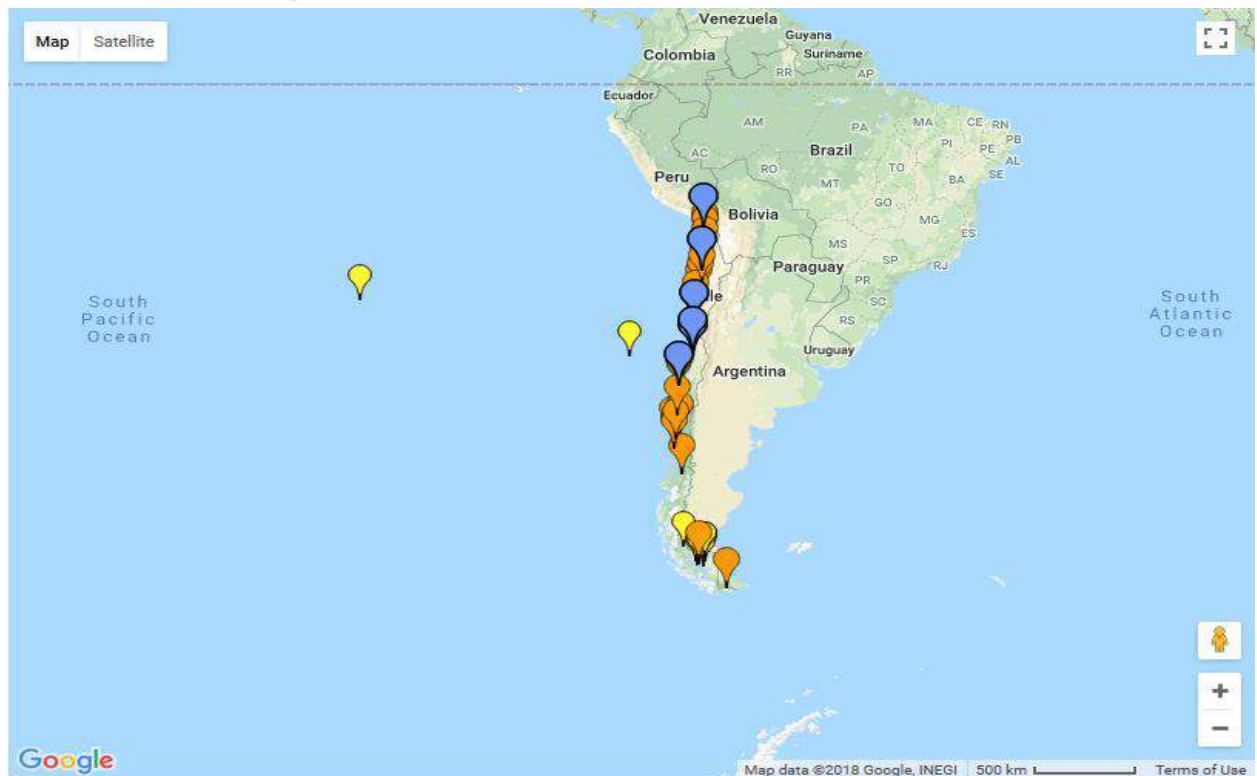 Map Satellite
Venezuela
Guyana
Suriname
Colombia
RR
AP
Ecuador
AM
PA
MA
CE
RN
PB
PI
PE
AL
AC
Brazil
TO
SE
RO
BA
Peru
MT
GO
Bolivia
MG
MS
ES
Paraguay
SP
RJ
PR
South
Pacific
Ocean
le
SC
South
Atlantic
Ocean
RS
Uruguay
Argentina
+
−
Google
Map data ©2018 Google, INEGI 500 km Terms of Use